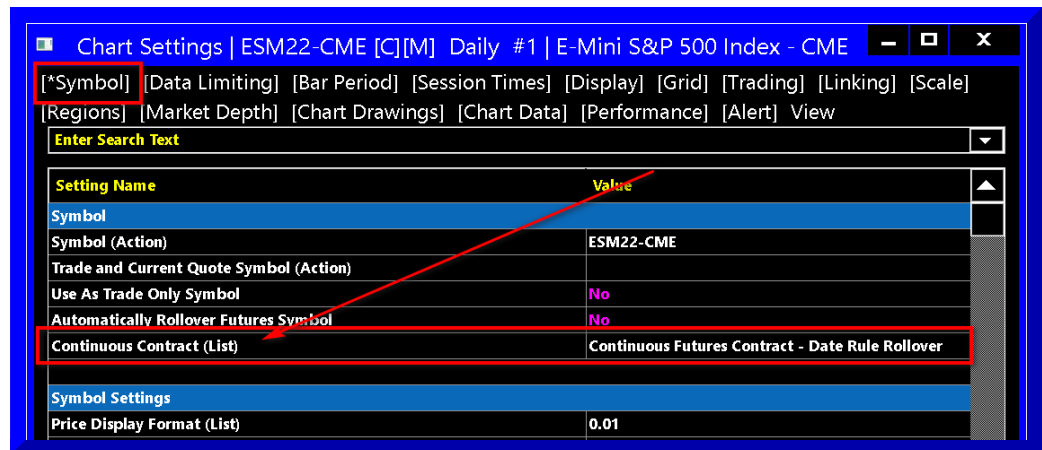 Chart Settings | ESM22-CME [C][M] Daily #1 | E-Mini S&P 500 Index - CME
[*Symbol] [Data Limiting] [Bar Period] [Session Times] [Display] [Grid] [Trading] [Linking] [Scale]
[Regions] [Market Depth] [Chart Drawings] [Chart Data] [Performance] [Alert] View
Enter Search Text
Setting Name Value
Symbol
Symbol (Action) ESM22-CME
Trade and Current Quote Symbol (Action)
Use As Trade Only Symbol No
Automatically Rollover Futures Symbol No
Continuous Contract (List) Continuous Futures Contract - Date Rule Rollover
Symbol Settings
Price Display Format (List) 0.01